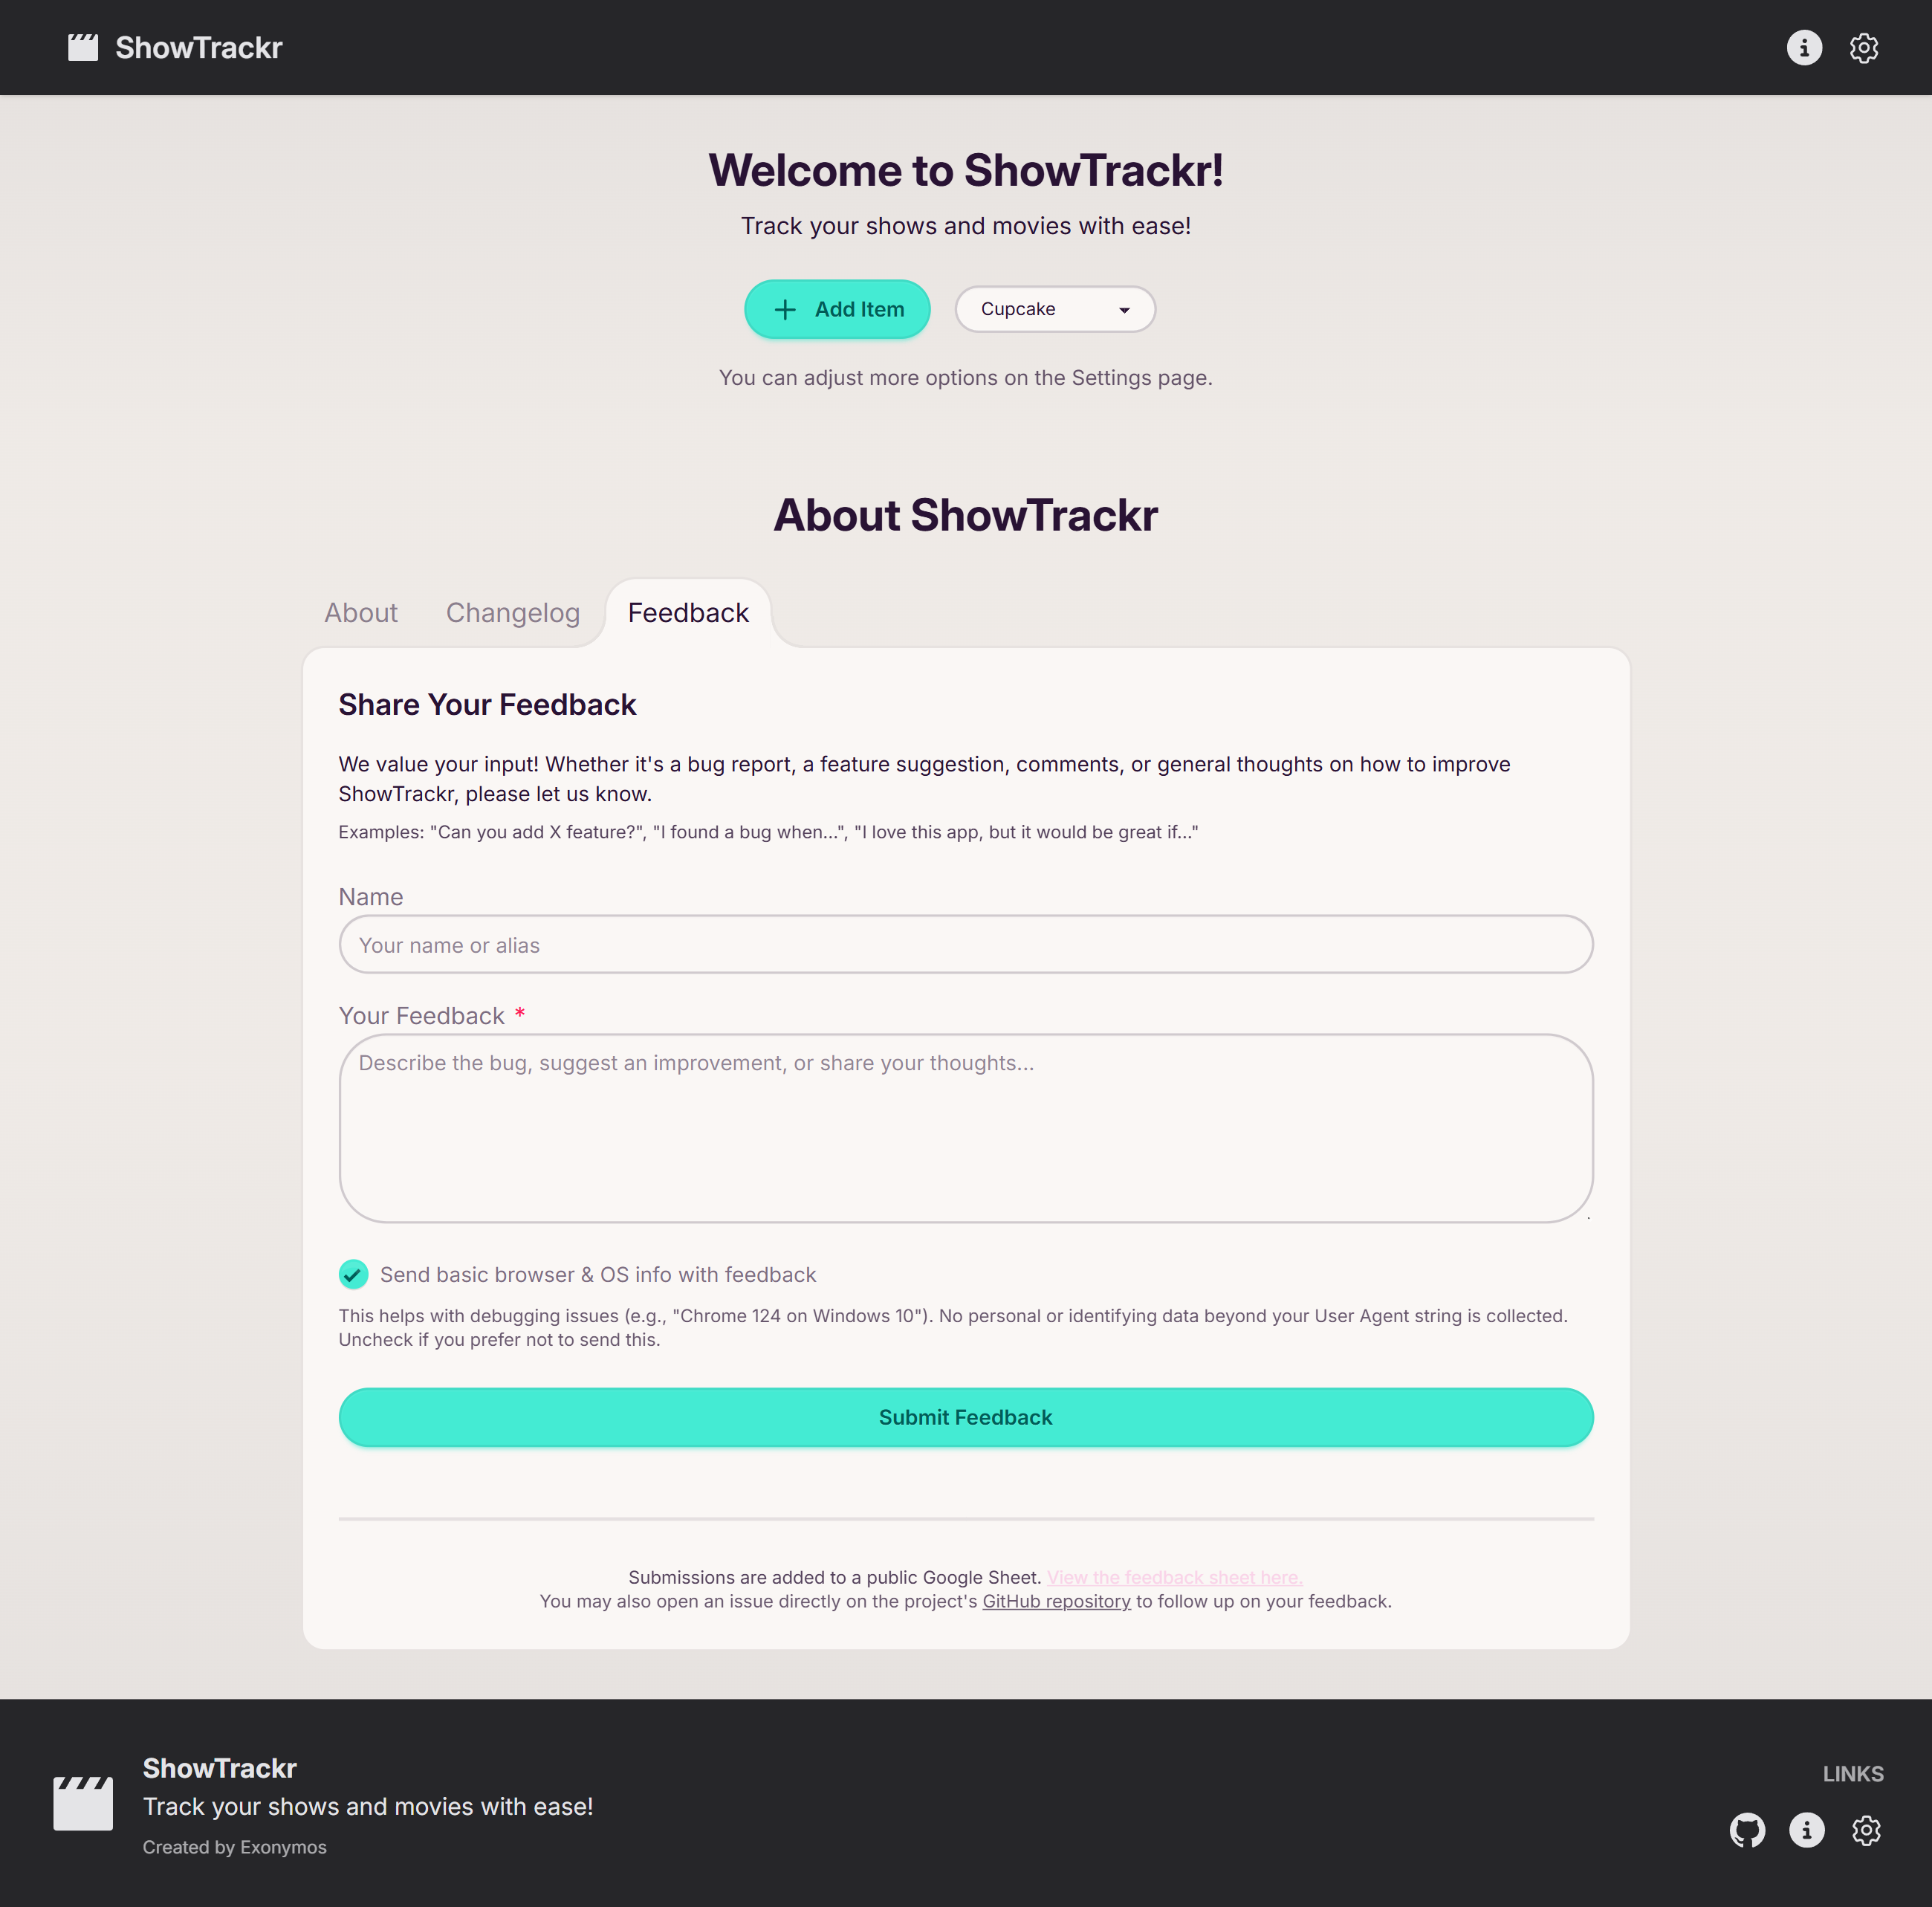 ShowTrackr
Welcome to ShowTrackr!
Track your shows and movies with ease!
Add Item
Cupcake
You can adjust more options on the Settings page.
About ShowTrackr
About
Changelog
Feedback
Share Your Feedback
We value your input! Whether it's a bug report, a feature suggestion, comments, or general thoughts on how to improve
ShowTrackr, please let us know.
Examples: "Can you add X feature?", "I found a bug when...", "I love this app, but it would be great if..."
Name
Your name or alias
Your Feedback *
Describe the bug, suggest an improvement, or share your thoughts...
Send basic browser & OS info with feedback
This helps with debugging issues (e.g., "Chrome 124 on Windows 10"). No personal or identifying data beyond your User Agent string is collected.
Uncheck if you prefer not to send this.
Submit Feedback
Submissions are added to a public Google Sheet. View the feedback sheet here.
You may also open an issue directly on the project's GitHub repository to follow up on your feedback.
ShowTrackr
Track your shows and movies with ease!
Created by Exonymos
LINKS